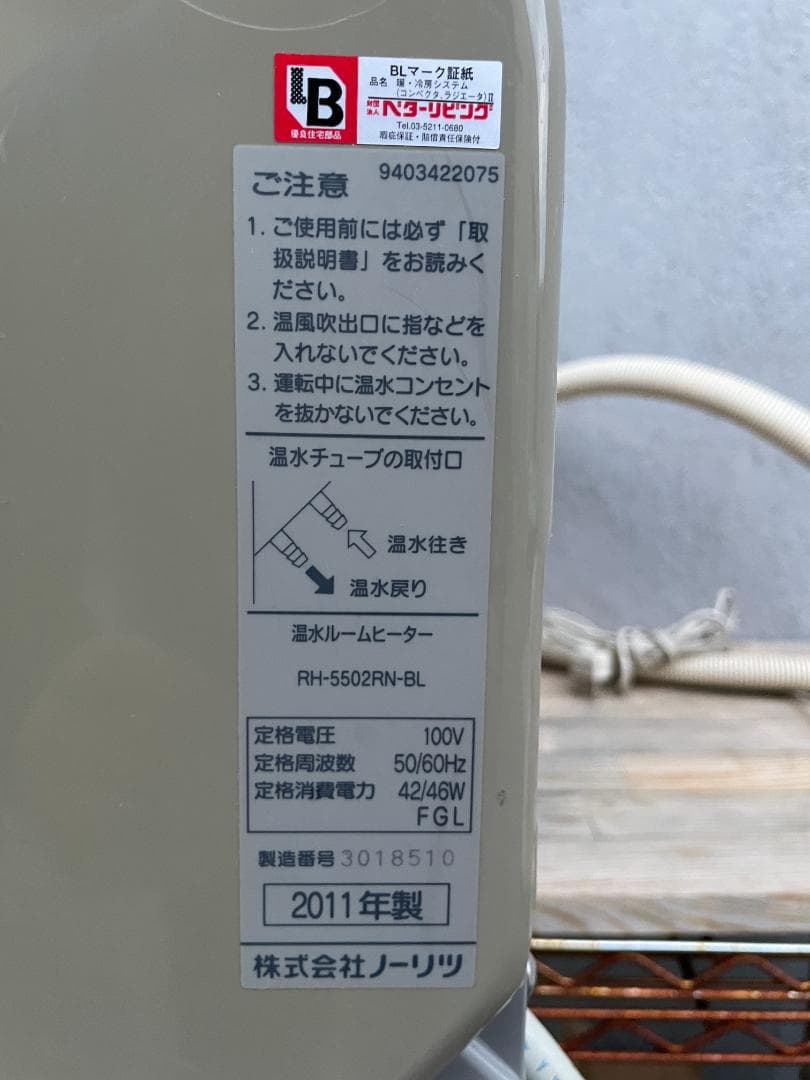 BLマーク証紙
品名 暖・冷房システム
(コンベクタ、ラジエータ)Ⅱ
財団法人 ベターリビング
Tel.03-5211-0680
瑕疵保証・賠償責任保険付
LB
優良住宅部品
9403422075
ご注意
1. ご使用前には必ず「取
扱説明書」をお読みく
ださい。
2. 温風吹出口に指などを
入れないでください。
3. 運転中に温水コンセント
を抜かないでください。
温水チューブの取付口
温水往き
温水戻り
温水ルームヒーター
RH-5502RN-BL
定格電圧 100V
定格周波数 50/60Hz
定格消費電力 42/46W
FGL
製造番号 3018510
2011年製
株式会社ノーリツ